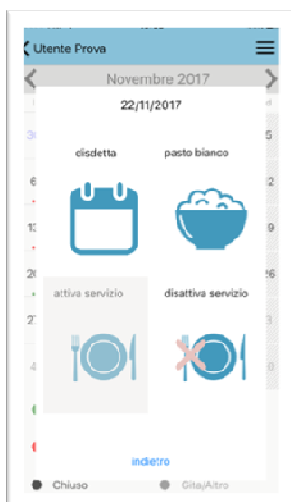 Utente Prova
Novembre 2017
22/11/2017
disdetta
pasto bianco
attiva servizio
disattiva servizio
indietro
Chiuso
Gita/Altro